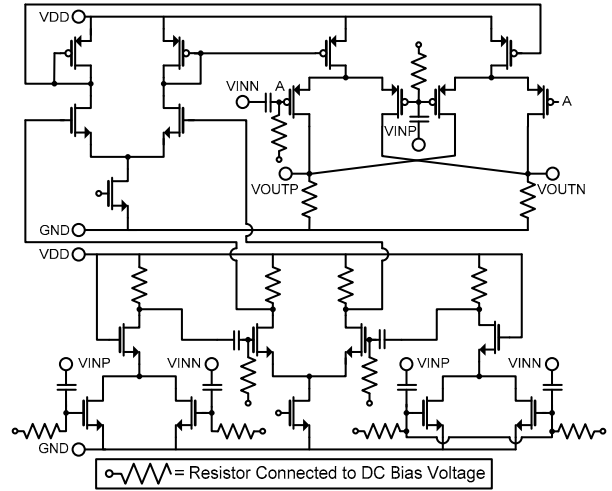 VDD
VINN
A
A
VINP
VOUTP
VOUTN
GND
VDD
VINP
VINN
VINP
VINN
GND
= Resistor Connected to DC Bias Voltage